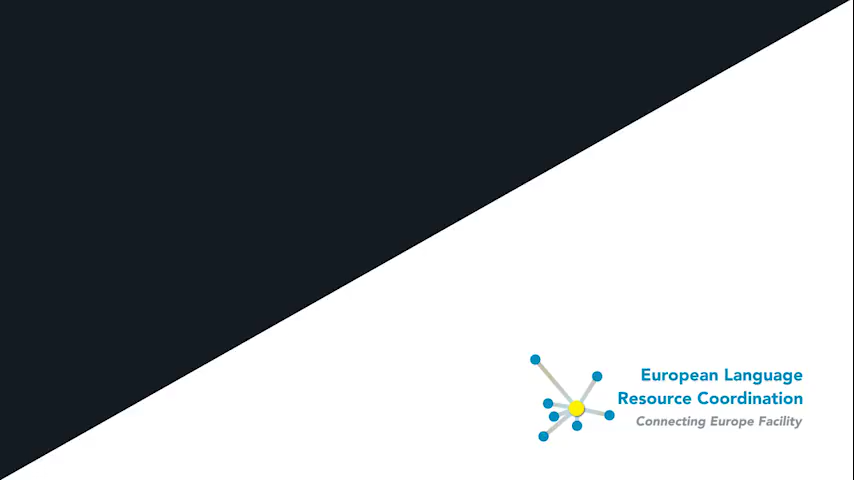 European Language
Resource Coordination
Connecting Europe Facility